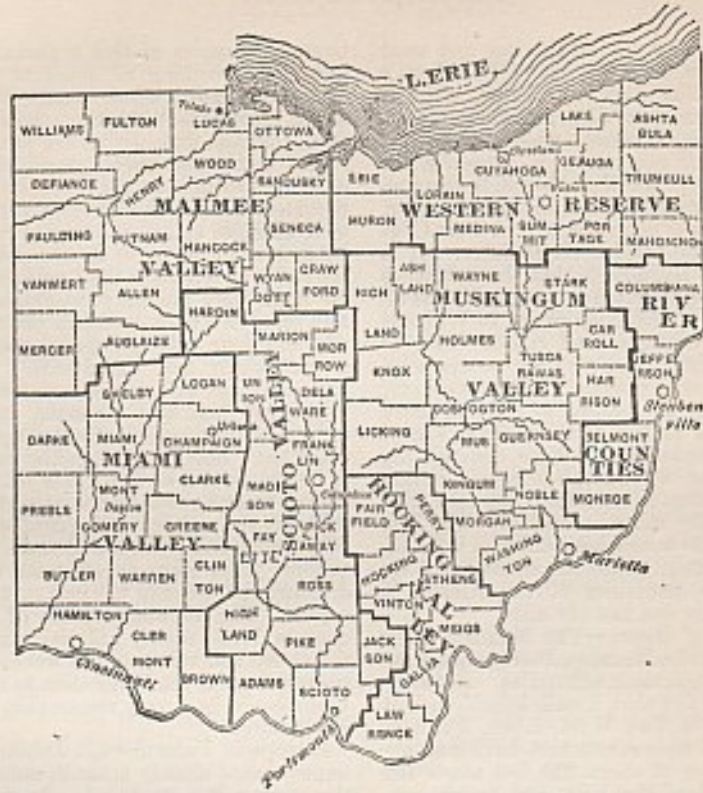 L. ERIE
WILLIAMS
FULTON
Toledo
LUCAS
OTTOWA
LAKE
ASHTA
BULA
Cleveland
CUYAHOGA
GEAUGA
WOOD
SANDUSKY
ERIE
LORAIN
TRUMBULL
DEFIANCE
HENRY
MAUMEE
WESTERN RESERVE
HURON
MEDINA
SUM
MIT
POR
TAGE
MAHONING
PAULDING
PUTNAM
HANCOCK
SENECA
VALLEY
VANWERT
ALLEN
WYAN
DOTT
CRAW
FORD
RICH
LAND
ASH
LAND
WAYNE
STARK
MUSKINGUM
COLUMBIANA
RIV
ER
HARDIN
MARION
MERCER
AUGLAIZE
MOR
ROW
HOLMES
CAR
ROLL
TUSCA
RAWAS
JEFFE
RSON
SHELBY
LOGAN
UN
ION
DELA
WARE
KNOX
VALLEY
HAR
RISON
Steuben
ville
COSHOCTON
DARKE
MIAMI
Urbana
CHAMPAIGN
FRANK
LIN
LICKING
MUS
KINGUM
GUERNSEY
BELMONT
COUN
TIES
MIAMI
CLARKE
MADI
SON
SCIOTO VALLEY
NOBLE
MONROE
PREBLE
MONT
GOMERY
Dayton
GREENE
VALLEY
FAY
PICK
AWAY
FAIR
FIELD
PERRY
MORGAN
HOCKING
VAL
LEY
WASHING
TON
Marietta
BUTLER
WARREN
CLIN
TON
ROSS
HOCKING
ATHENS
VINTON
HAMILTON
HIGH
LAND
MEIGS
Cincinnati
CLER
MONT
BROWN
ADAMS
PIKE
JACK
SON
GALLIA
SCIOTO
LAW
RENCE
Portsmouth